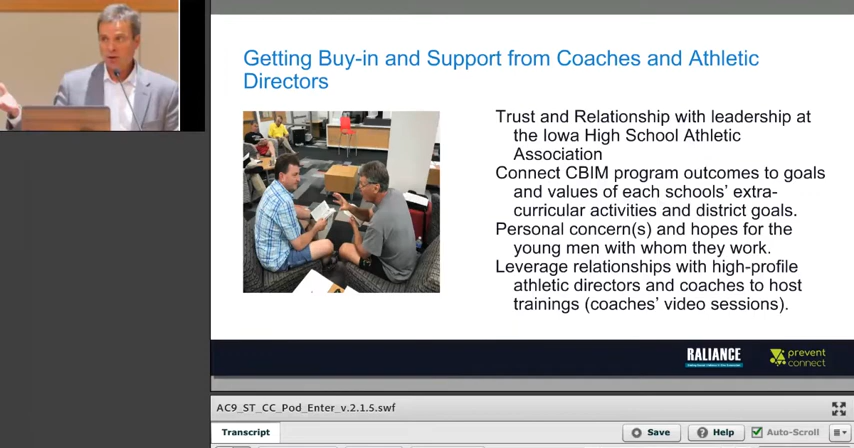 Getting Buy-in and Support from Coaches and Athletic
Directors
Trust and Relationship with leadership at
the Iowa High School Athletic
Association
Connect CBIM program outcomes to goals
and values of each schools' extra-
curricular activities and district goals.
Personal concern(s) and hopes for the
young men with whom they work.
Leverage relationships with high-profile
athletic directors and coaches to host
trainings (coaches' video sessions).
RALIANCE
prevent
connect
AC9_ST_CC_Pod_Enter_v.2.1.5.swf
Transcript
Save
Help
Auto-Scroll